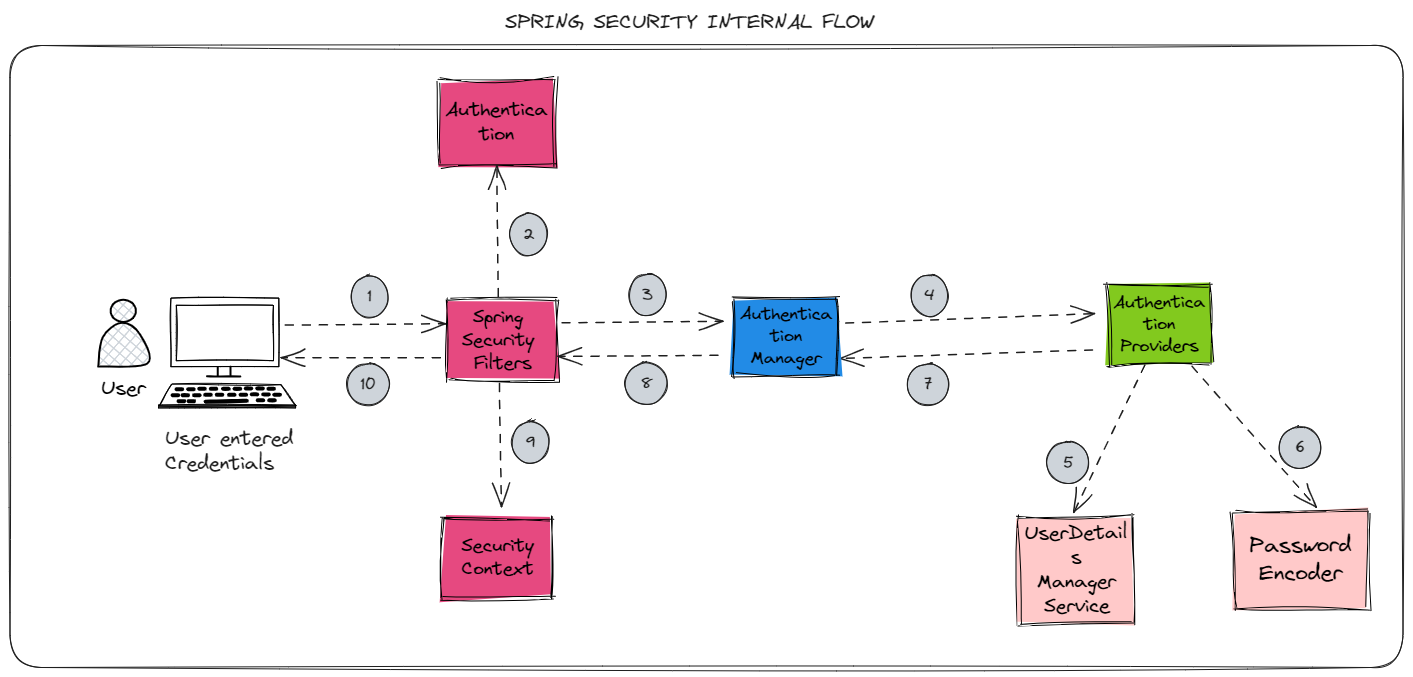 SPRING SECURITY INTERNAL FLOW
Authentica
tion
2
1
3
4
Spring
Security
Filters
Authentica
tion
Manager
Authentica
tion
Providers
User
10
8
7
User entered
Credentials
9
5
6
Security
Context
UserDetail
s
Manager
Service
Password
Encoder